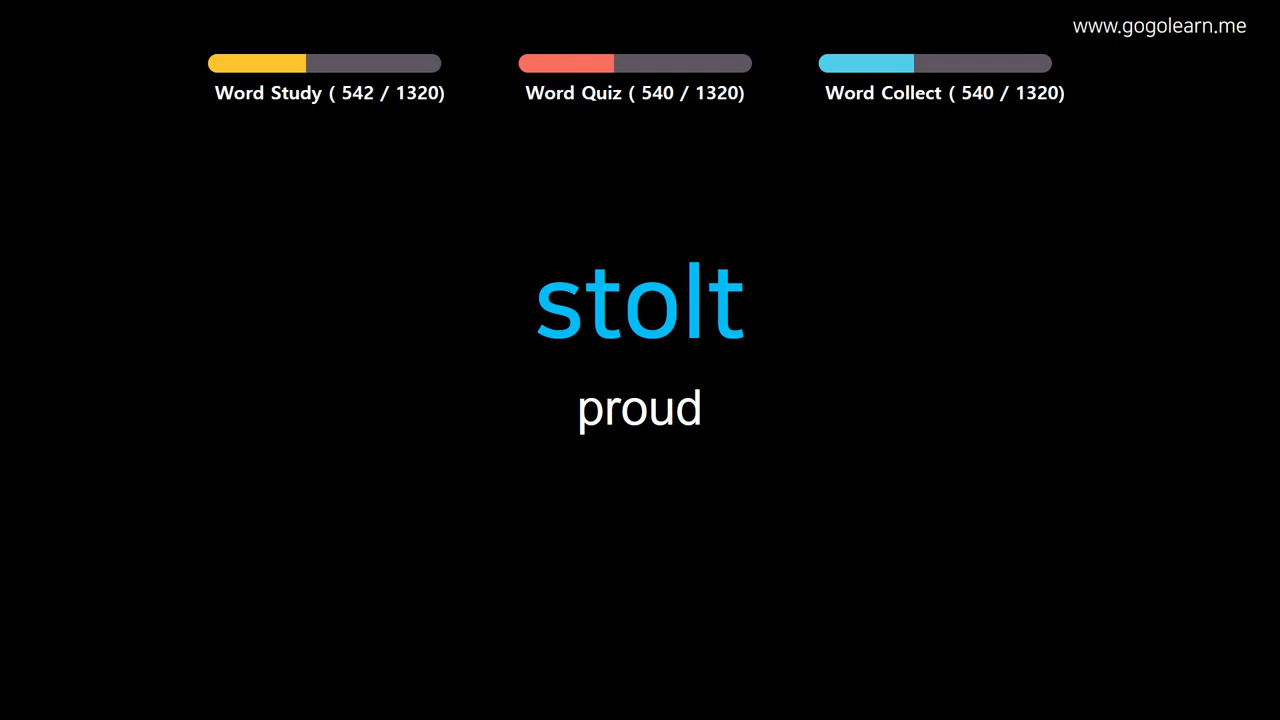 www.gogolearn.me
Word Study ( 542 / 1320)
Word Quiz ( 540 / 1320)
Word Collect ( 540 / 1320)
stolt
proud